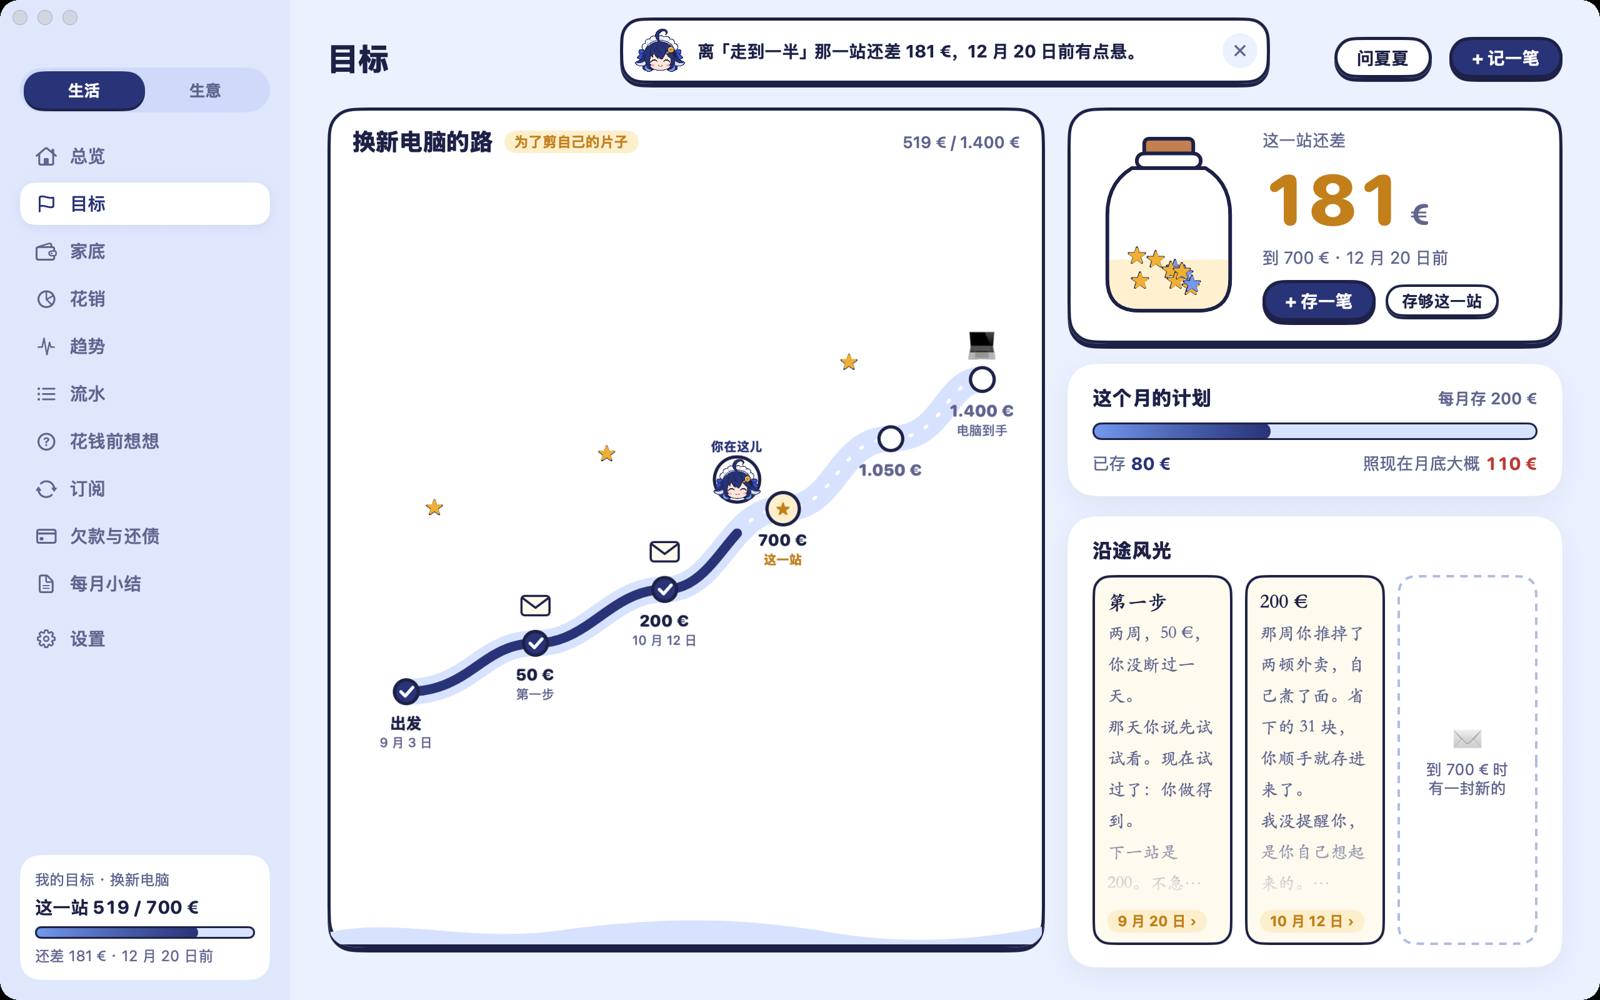 生活
生意
总览
目标
家底
花销
趋势
流水
花钱前想想
订阅
欠款与还债
每月小结
设置
我的目标 · 换新电脑
这一站 519 / 700 €
还差 181 € · 12 月 20 日前
目标
离「走到一半」那一站还差 181 €，12 月 20 日前有点悬。
问夏夏
+ 记一笔
换新电脑的路
为了剪自己的片子
519 € / 1.400 €
1.400 €
电脑到手
1.050 €
你在这儿
700 €
这一站
200 €
10 月 12 日
50 €
第一步
出发
9 月 3 日
这一站还差
181 €
到 700 € · 12 月 20 日前
+ 存一笔
存够这一站
这个月的计划
每月存 200 €
已存 80 €
照现在月底大概 110 €
沿途风光
第一步
两周，50 €，
你没断过一
天。
那天你说先试
试看。现在试
过了：你做得
到。
下一站是
200。不急…
9 月 20 日 ›
200 €
那周你推掉了
两顿外卖，自
己煮了面。省
下的 31 块，
你顺手就存进
来了。
我没提醒你，
是你自己想起
来的。…
10 月 12 日 ›
到 700 € 时
有一封新的